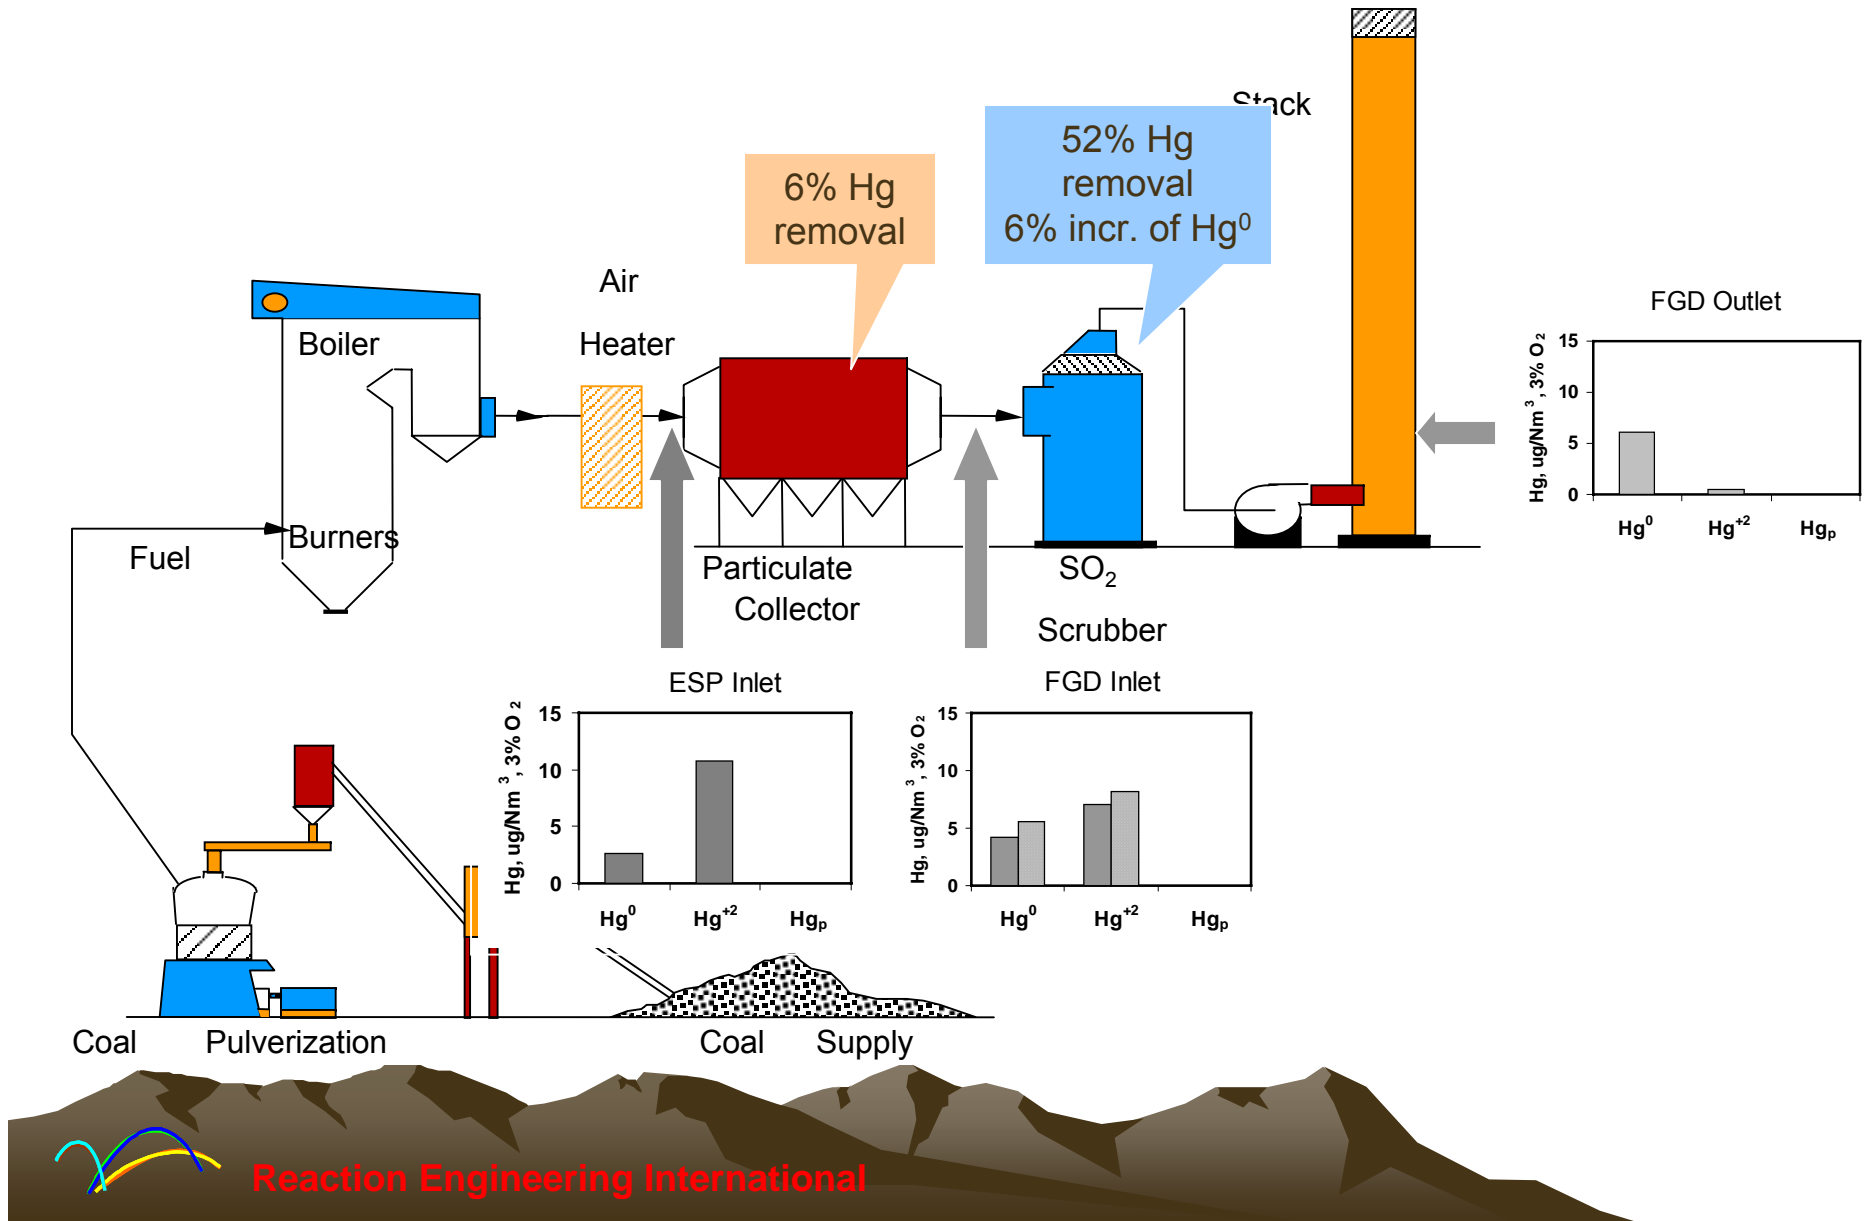 Stack
52% Hg
removal
6% incr. of Hg⁰
6% Hg
removal
Air
Heater
Boiler
Burners
Fuel
Particulate
Collector
SO₂
Scrubber
FGD Outlet
Hg, ug/Nm³, 3% O₂
15
10
5
0
Hg⁰ Hg⁺² Hgₚ
ESP Inlet
Hg, ug/Nm³, 3% O₂
15
10
5
0
Hg⁰ Hg⁺² Hgₚ
FGD Inlet
Hg, ug/Nm³, 3% O₂
15
10
5
0
Hg⁰ Hg⁺² Hgₚ
Coal Pulverization
Coal Supply
Reaction Engineering International